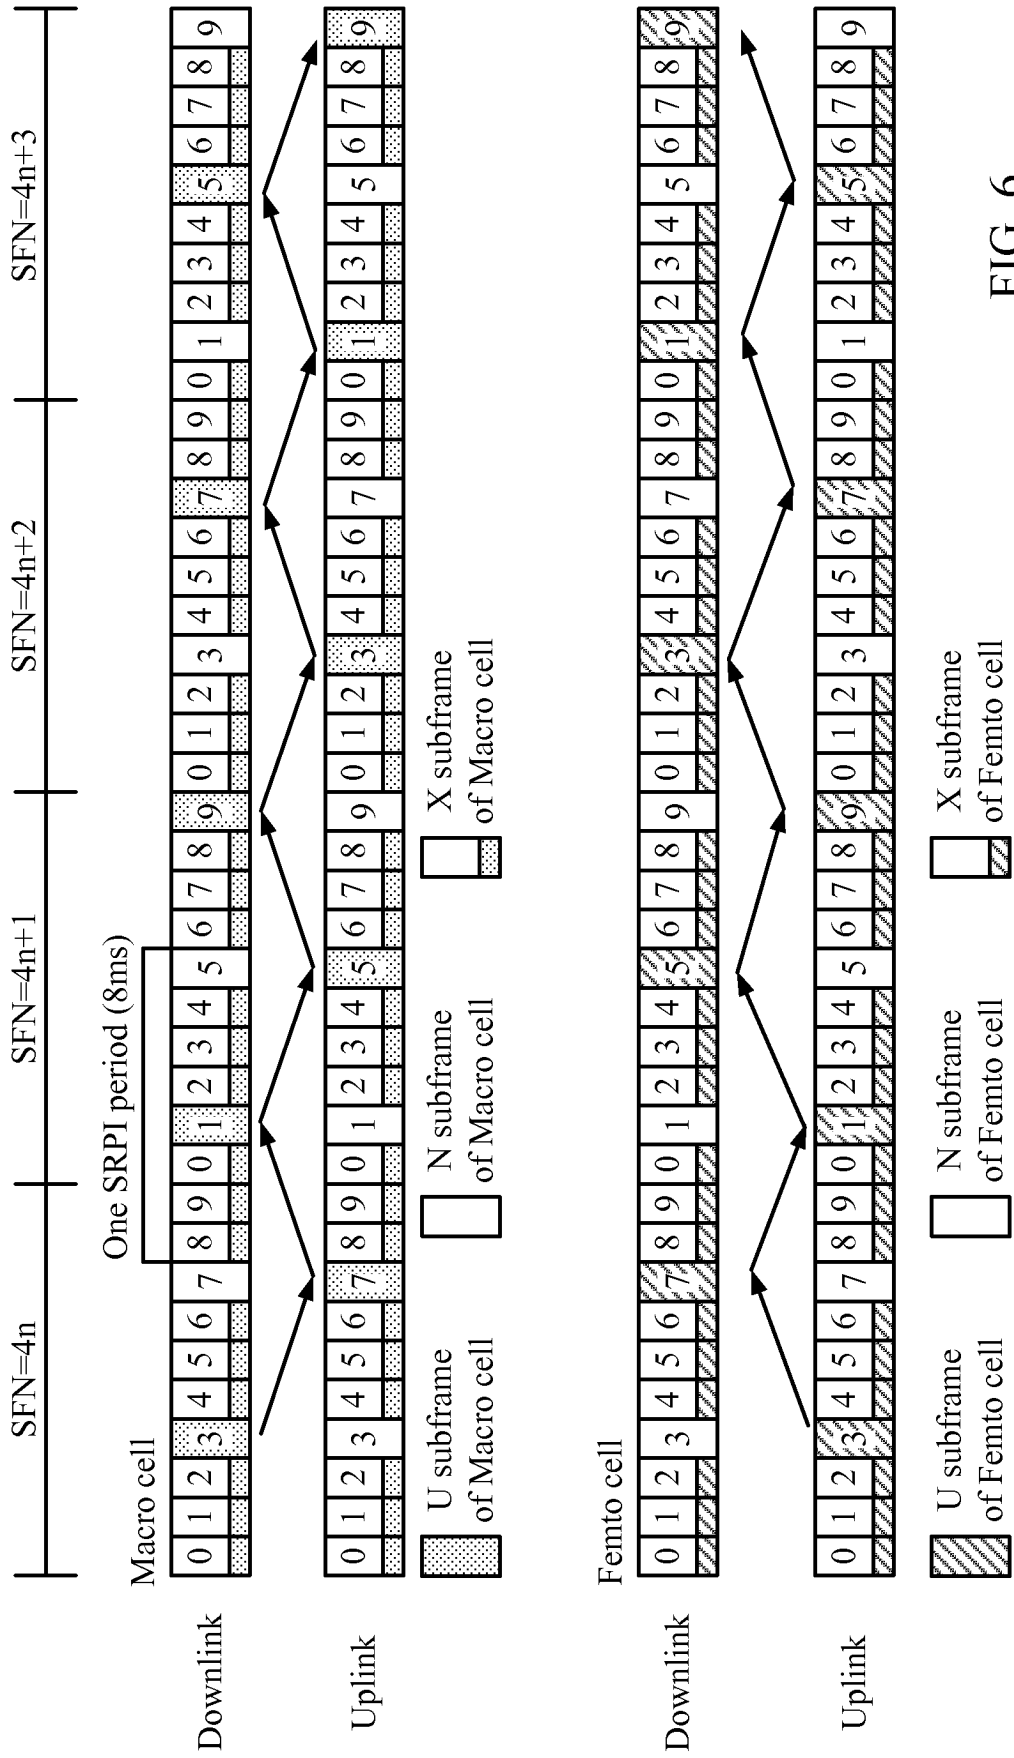 SFN=4n SFN=4n+1 SFN=4n+2 SFN=4n+3
One SRPI period (8ms)
Macro cell
Downlink 0 1 2 3 4 5 6 7 8 9 0 1 2 3 4 5 6 7 8 9 0 1 2 3 4 5 6 7 8 9 0 1 2 3 4 5 6 7 8 9
Uplink 0 1 2 3 4 5 6 7 8 9 0 1 2 3 4 5 6 7 8 9 0 1 2 3 4 5 6 7 8 9 0 1 2 3 4 5 6 7 8 9
U subframe
of Macro cell
N subframe
of Macro cell
X subframe
of Macro cell
Femto cell
Downlink 0 1 2 3 4 5 6 7 8 9 0 1 2 3 4 5 6 7 8 9 0 1 2 3 4 5 6 7 8 9 0 1 2 3 4 5 6 7 8 9
Uplink 0 1 2 3 4 5 6 7 8 9 0 1 2 3 4 5 6 7 8 9 0 1 2 3 4 5 6 7 8 9 0 1 2 3 4 5 6 7 8 9
U subframe
of Femto cell
N subframe
of Femto cell
X subframe
of Femto cell
FIG. 6